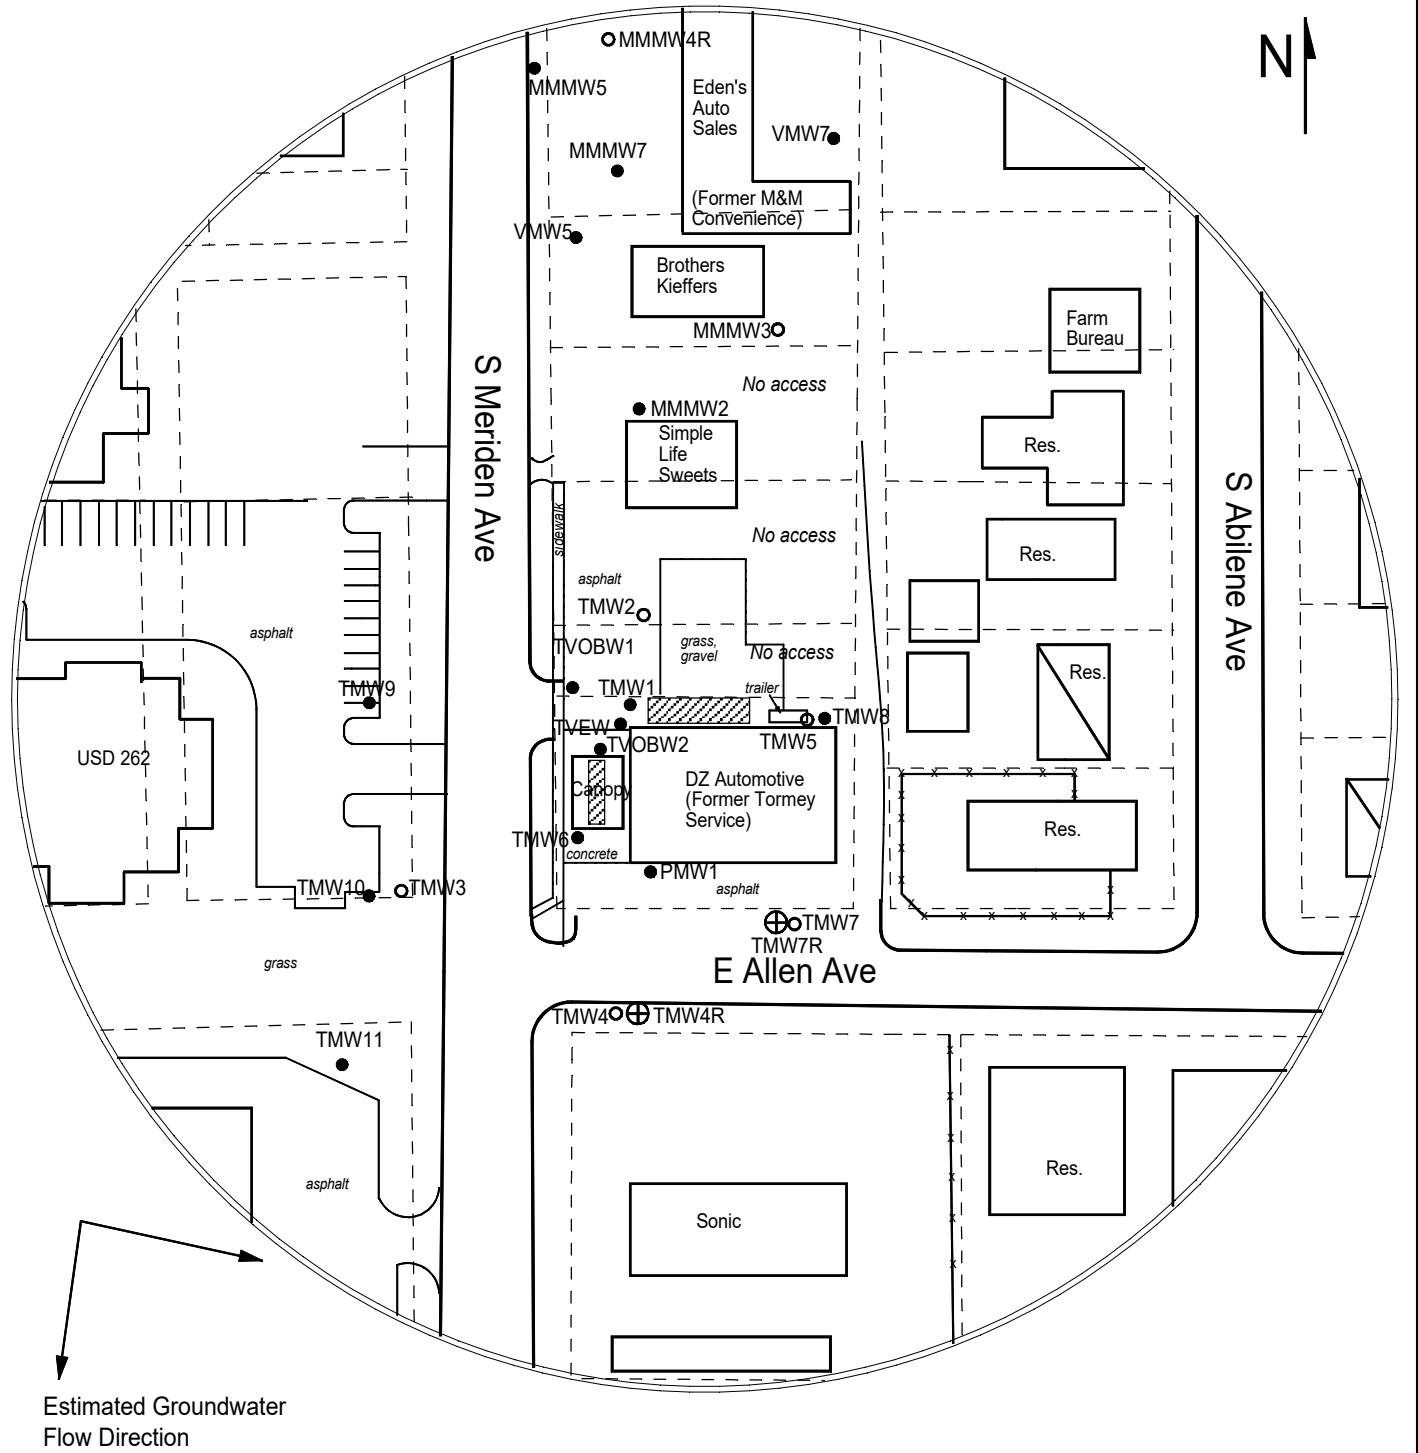 MMMW4R
N
MMMW5
Eden's
Auto
Sales
VMW7
MMMW7
(Former M&M
Convenience)
VMW5
Brothers
Kieffers
MMMW3
Farm
Bureau
S Meriden Ave
No access
MMMW2
Simple
Life
Sweets
Res.
S Abilene Ave
sidewalk
No access
Res.
asphalt
TMW2
asphalt
TVOBW1
grass,
gravel
No access
Res.
TMW9
TMW1
trailer
TVEW
TMW8
TMW5
TVOBW2
USD 262
Canopy
DZ Automotive
(Former Tormey
Service)
Res.
TMW6
concrete
PMW1
asphalt
TMW10
TMW3
TMW7
TMW7R
E Allen Ave
grass
TMW4
TMW4R
TMW11
Res.
asphalt
Sonic
Estimated Groundwater
Flow Direction
x x x x x
x
x
x
x
x
x
x x x x x x
x
x
x
x
x
x